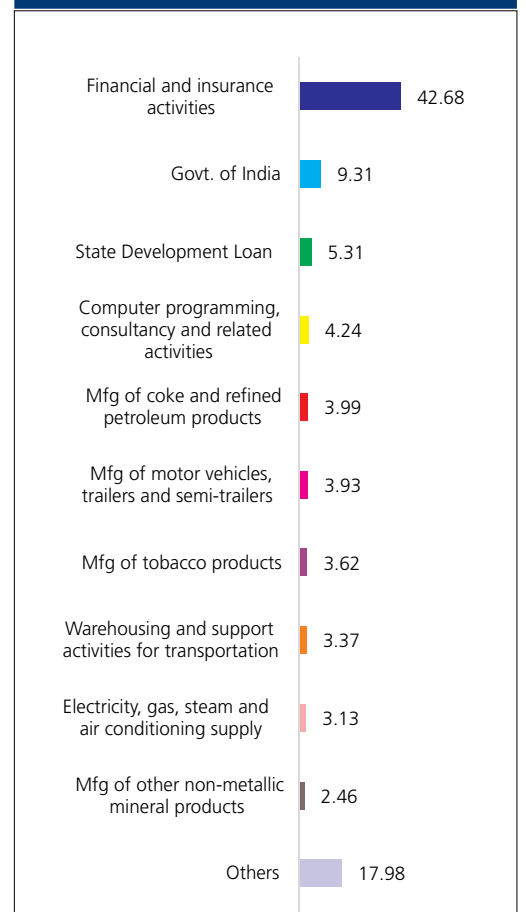 Financial and insurance
activities
42.68
Govt. of India
9.31
State Development Loan
5.31
Computer programming,
consultancy and related
activities
4.24
Mfg of coke and refined
petroleum products
3.99
Mfg of motor vehicles,
trailers and semi-trailers
3.93
Mfg of tobacco products
3.62
Warehousing and support
activities for transportation
3.37
Electricity, gas, steam and
air conditioning supply
3.13
Mfg of other non-metallic
mineral products
2.46
Others
17.98